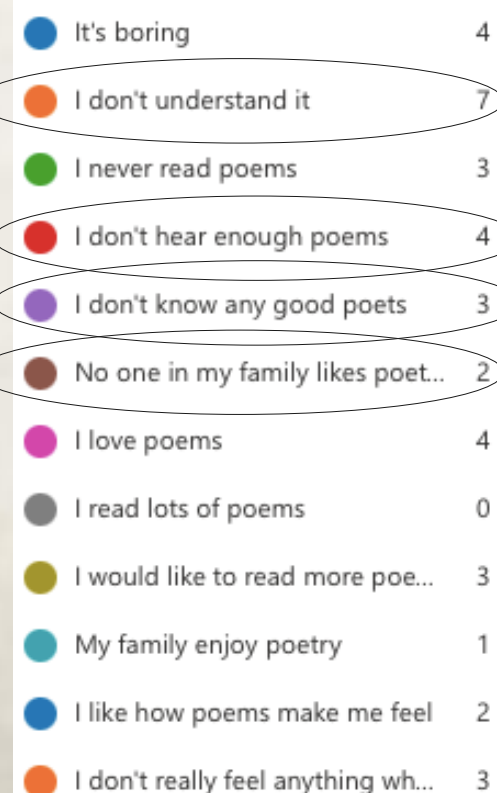 It's boring 4
I don't understand it 7
I never read poems 3
I don't hear enough poems 4
I don't know any good poets 3
No one in my family likes poet... 2
I love poems 4
I read lots of poems 0
I would like to read more poe... 3
My family enjoy poetry 1
I like how poems make me feel 2
I don't really feel anything wh... 3